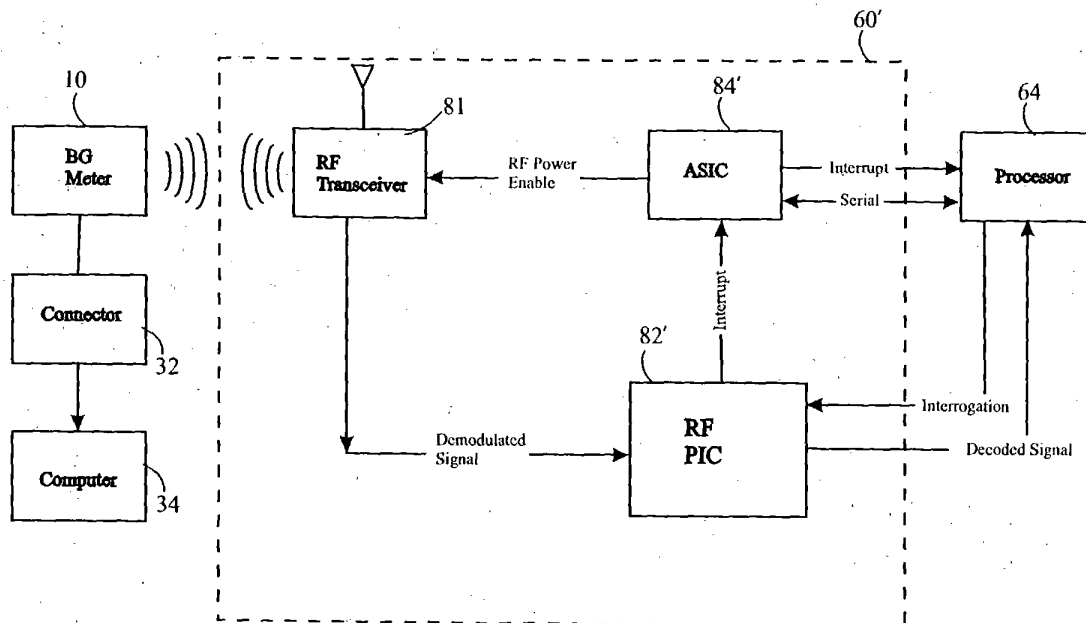 60′
10
81
84′
64
BG
Meter
RF
Transceiver
RF Power
Enable
ASIC
Interrupt
Serial
Processor
Connector
32
Interrupt
82′
Interrogation
RF
PIC
Demodulated
Signal
Decoded Signal
Computer
34